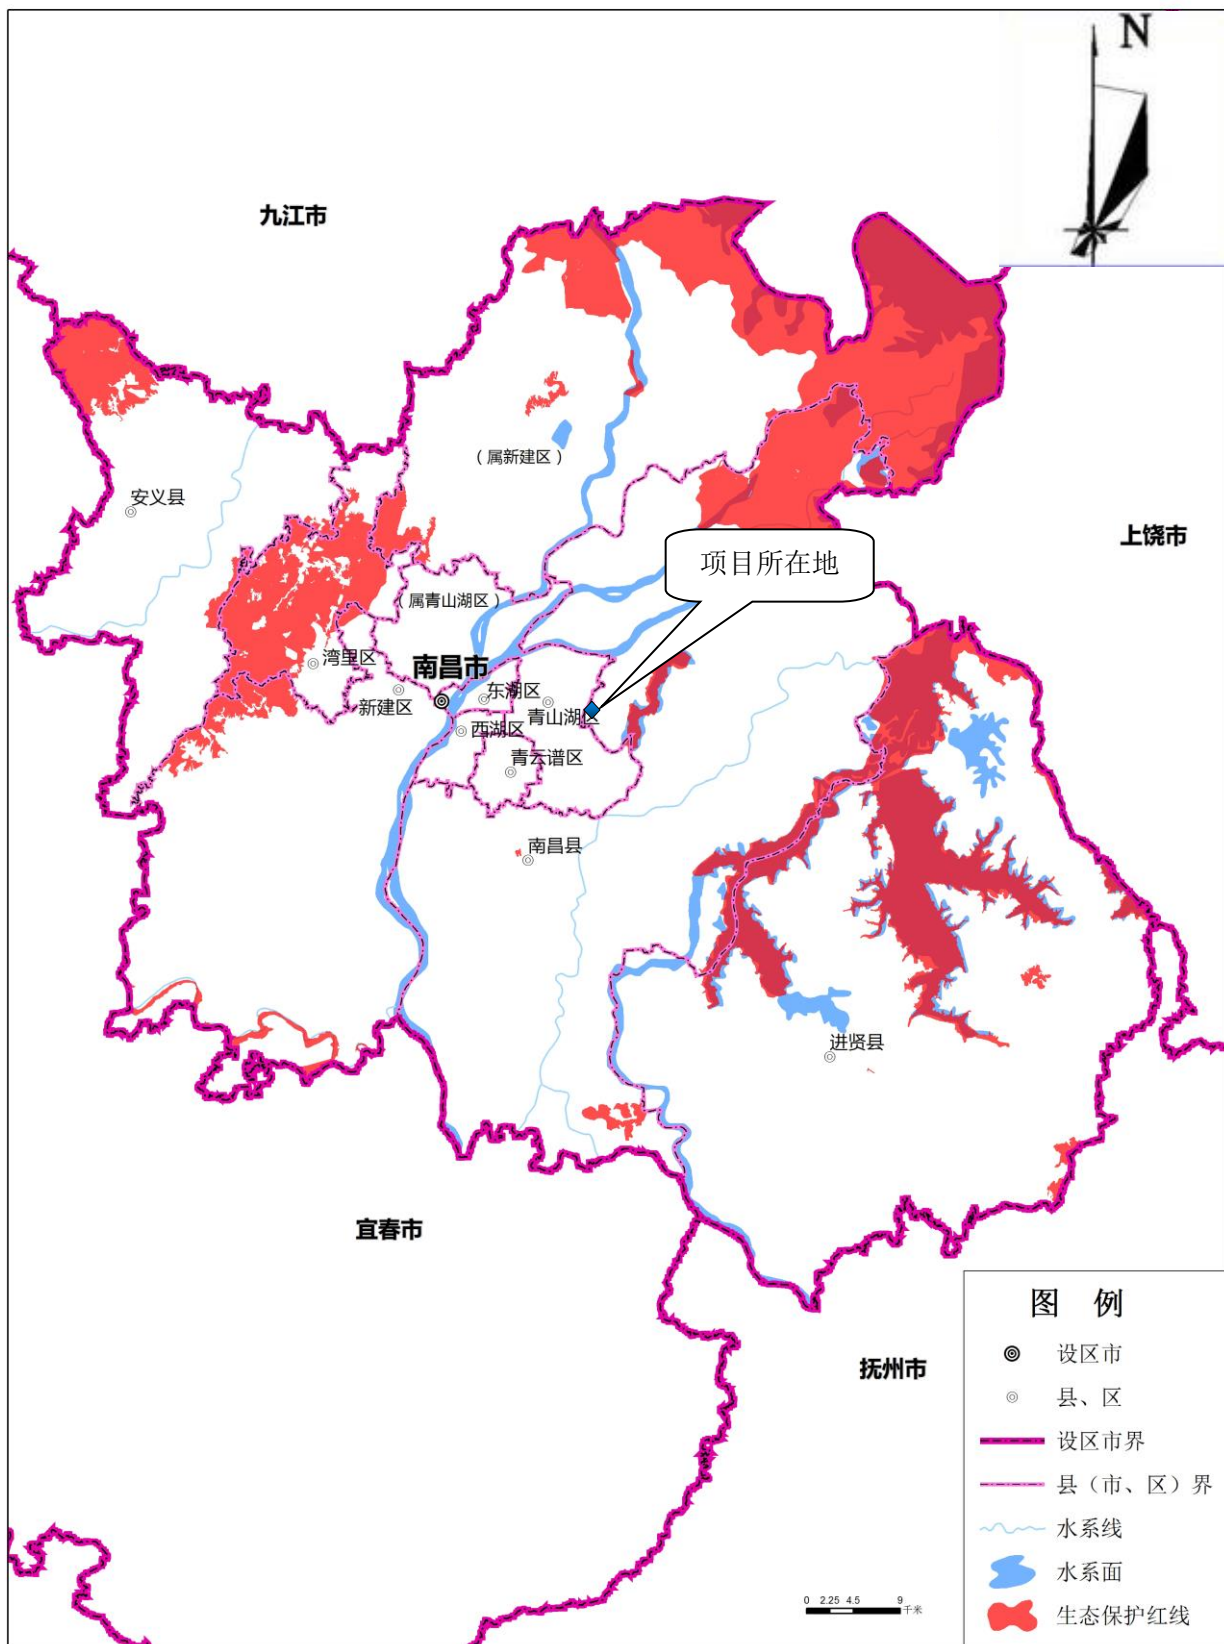 N
九江市
（属新建区）
安义县
上饶市
项目所在地
（属青山湖区）
湾里区
南昌市
新建区
东湖区
青山湖区
西湖区
青云谱区
南昌县
进贤县
宜春市
抚州市
图 例
设区市
县、区
设区市界
县（市、区）界
水系线
水系面
生态保护红线
0 2.25 4.5 9
千米